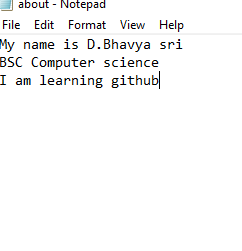 about - Notepad
File Edit Format View Help
My name is D.Bhavya sri
BSC Computer science
I am learning github